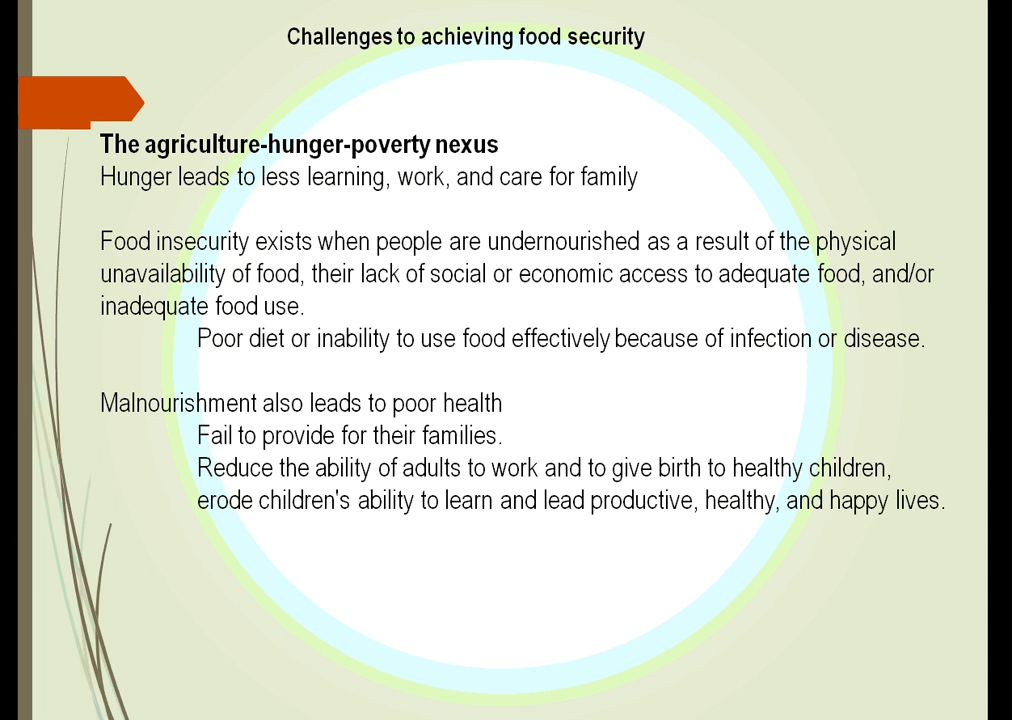 Challenges to achieving food security
The agriculture-hunger-poverty nexus
Hunger leads to less learning, work, and care for family
Food insecurity exists when people are undernourished as a result of the physical
unavailability of food, their lack of social or economic access to adequate food, and/or
inadequate food use.
Poor diet or inability to use food effectively because of infection or disease.
Malnourishment also leads to poor health
Fail to provide for their families.
Reduce the ability of adults to work and to give birth to healthy children,
erode children's ability to learn and lead productive, healthy, and happy lives.